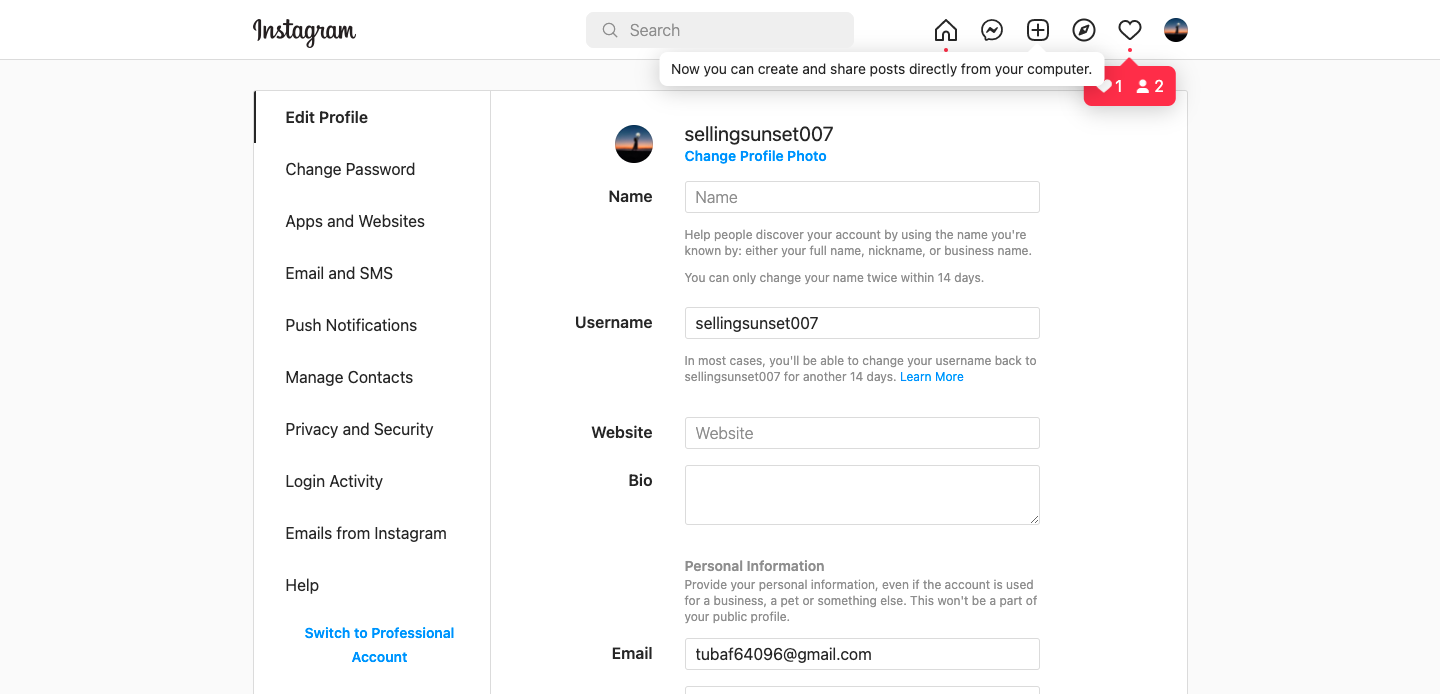 Instagram
Search
Now you can create and share posts directly from your computer.
1 2
Edit Profile
Change Password
Apps and Websites
Email and SMS
Push Notifications
Manage Contacts
Privacy and Security
Login Activity
Emails from Instagram
Help
Switch to Professional
Account
sellingsunset007
Change Profile Photo
Name Name
Help people discover your account by using the name you're
known by: either your full name, nickname, or business name.
You can only change your name twice within 14 days.
Username sellingsunset007
In most cases, you'll be able to change your username back to
sellingsunset007 for another 14 days. Learn More
Website Website
Bio
Personal Information
Provide your personal information, even if the account is used
for a business, a pet or something else. This won't be a part of
your public profile.
Email tubaf64096@gmail.com